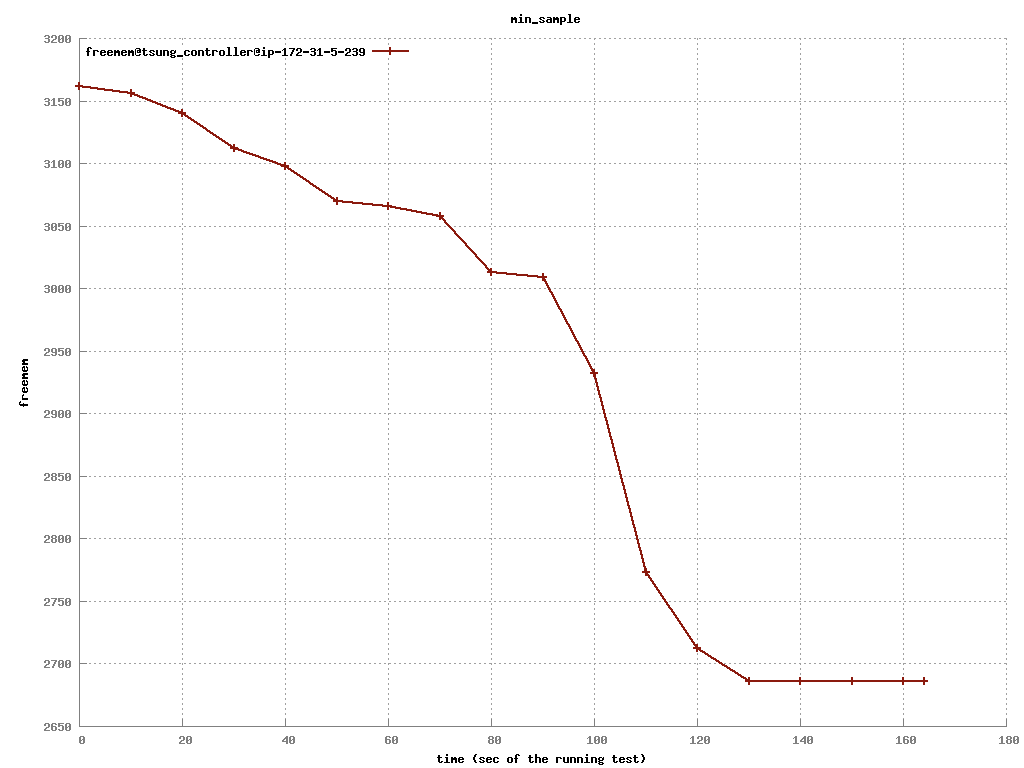 min_sample
freemem@tsung_controller@ip-172-31-5-239
3200
3150
3100
3050
3000
2950
2900
2850
2800
2750
2700
2650
freemem
0 20 40 60 80 100 120 140 160 180
time (sec of the running test)